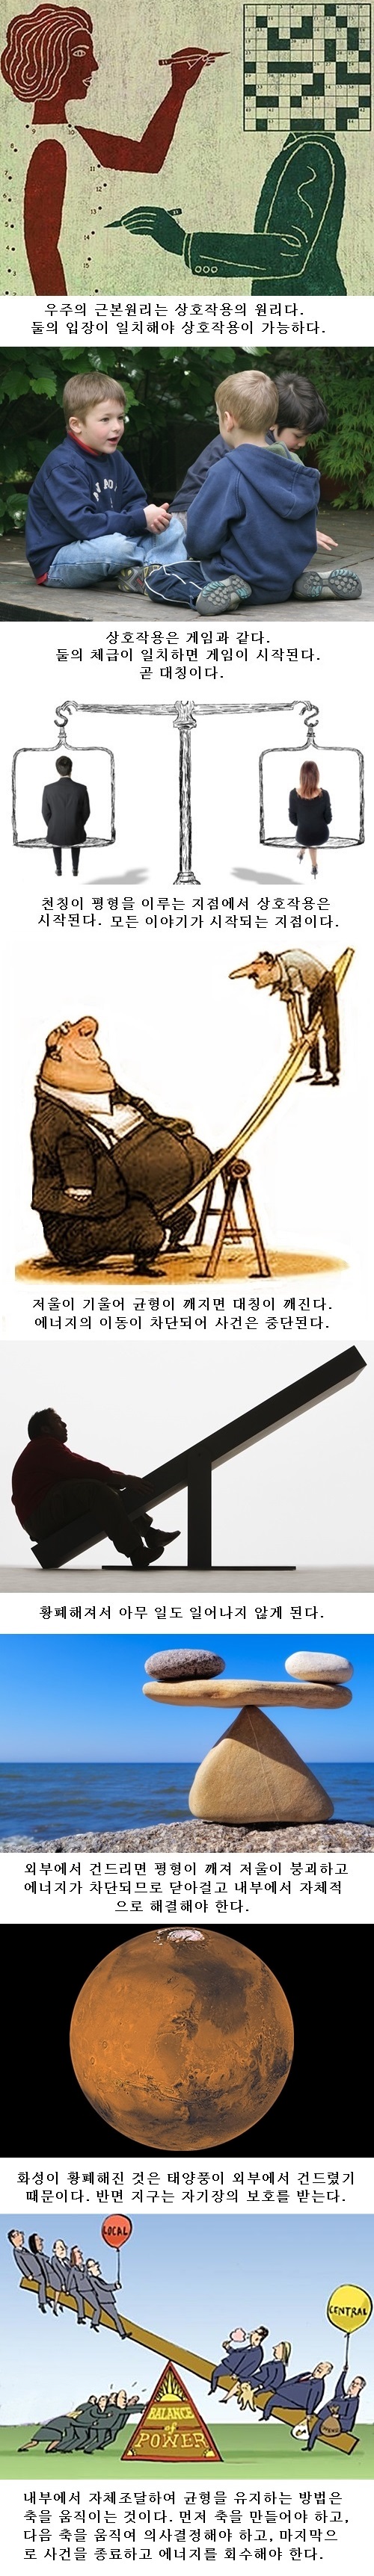 우주의 근본원리는 상호작용의 원리다.
둘의 입장이 일치해야 상호작용이 가능하다.
상호작용은 게임과 같다.
둘의 체급이 일치하면 게임이 시작된다.
곧 대칭이다.
천칭이 평형을 이루는 지점에서 상호작용은
시작된다. 모든 이야기가 시작되는 지점이다.
저울이 기울어 균형이 깨지면 대칭이 깨진다.
에너지의 이동이 차단되어 사건은 중단된다.
황폐해져서 아무 일도 일어나지 않게 된다.
외부에서 건드리면 평형이 깨져 저울이 붕괴하고
에너지가 차단되므로 닫아걸고 내부에서 자체적
으로 해결해야 한다.
화성이 황폐해진 것은 태양풍이 외부에서 건드렸기
때문이다. 반면 지구는 자기장의 보호를 받는다.
LOCAL
CENTRAL
BALANCE
of
POWER
내부에서 자체조달하여 균형을 유지하는 방법은
축을 움직이는 것이다. 먼저 축을 만들어야 하고,
다음 축을 움직여 의사결정해야 하고, 마지막으
로 사건을 종료하고 에너지를 회수해야 한다.